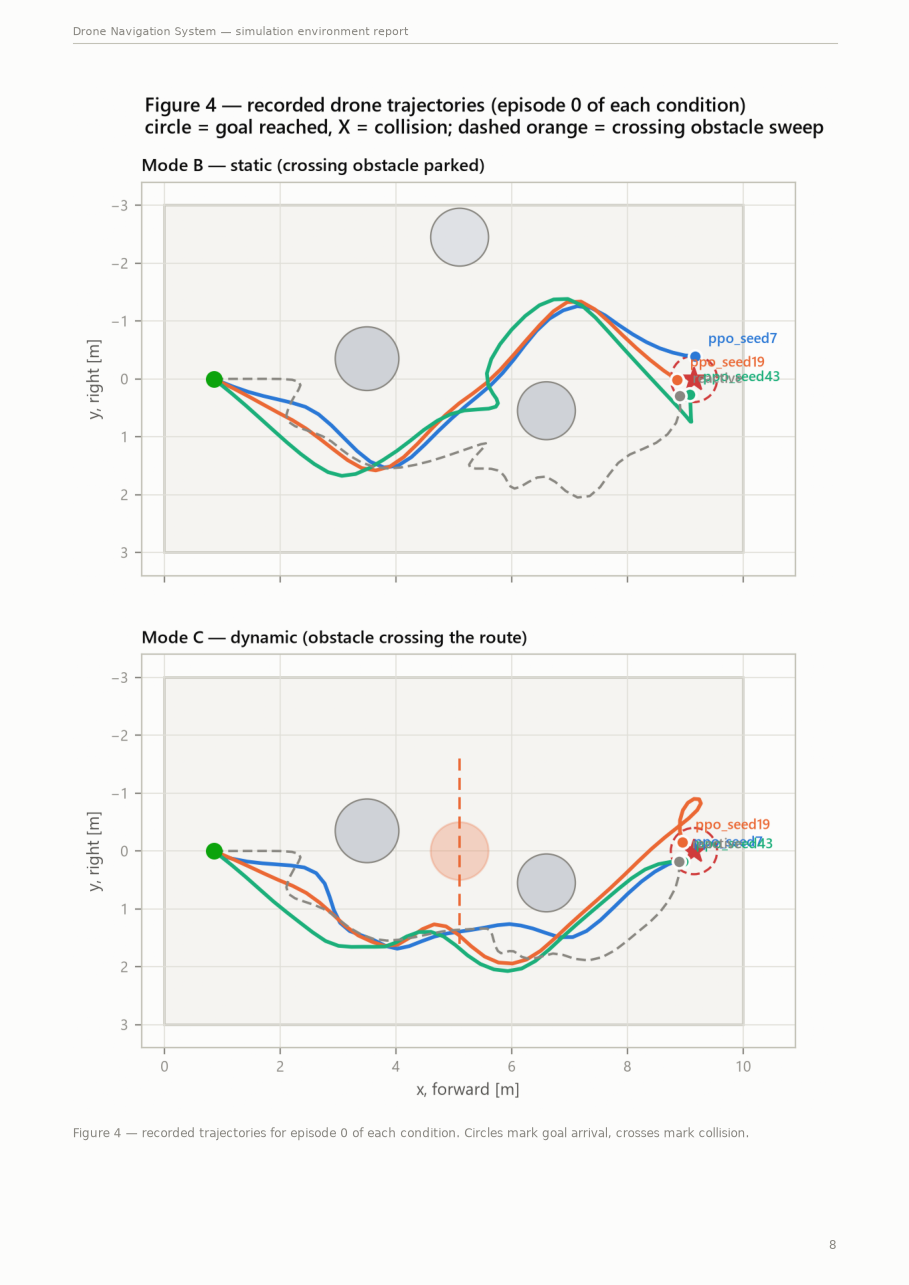 Drone Navigation System — simulation environment report
Figure 4 — recorded drone trajectories (episode 0 of each condition)
circle = goal reached, X = collision; dashed orange = crossing obstacle sweep
Mode B — static (crossing obstacle parked)
−3
−2
−1
0
1
2
3
y, right [m]
ppo_seed7
ppo_seed19
ppo_seed43
Mode C — dynamic (obstacle crossing the route)
−3
−2
−1
0
1
2
3
y, right [m]
ppo_seed19
ppo_seed7
ppo_seed43
0 2 4 6 8 10
x, forward [m]
Figure 4 — recorded trajectories for episode 0 of each condition. Circles mark goal arrival, crosses mark collision.
8